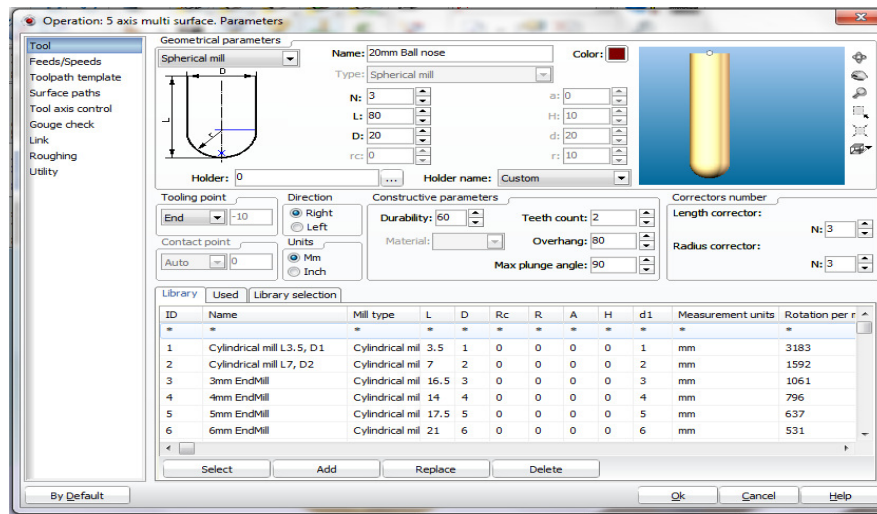 Operation: 5 axis multi surface. Parameters
Tool
Feeds/Speeds
Toolpath template
Surface paths
Tool axis control
Gouge check
Link
Roughing
Utility
Geometrical parameters
Spherical mill
D
L
r
Name: 20mm Ball nose
Color:
Type: Spherical mill
N: 3
a: 0
L: 80
H: 10
D: 20
d: 20
rc: 0
r: 10
Holder: 0
...
Holder name: Custom
Tooling point
End
-10
Direction
Right
Left
Constructive parameters
Durability: 60
Teeth count: 2
Material:
Overhang: 80
Max plunge angle: 90
Correctors number
Length corrector:
N: 3
Radius corrector:
N: 3
Contact point
Auto
0
Units
Mm
Inch
Library Used Library selection
ID Name Mill type L D Rc R A H d1 Measurement units Rotation per r
* * * * * * * * * * * *
1 Cylindrical mill L3.5, D1 Cylindrical mil 3.5 1 0 0 0 0 1 mm 3183
2 Cylindrical mill L7, D2 Cylindrical mil 7 2 0 0 0 0 2 mm 1592
3 3mm EndMill Cylindrical mil 16.5 3 0 0 0 0 3 mm 1061
4 4mm EndMill Cylindrical mil 14 4 0 0 0 0 4 mm 796
5 5mm EndMill Cylindrical mil 17.5 5 0 0 0 0 5 mm 637
6 6mm EndMill Cylindrical mil 21 6 0 0 0 0 6 mm 531
Select Add Replace Delete
By Default Ok Cancel Help